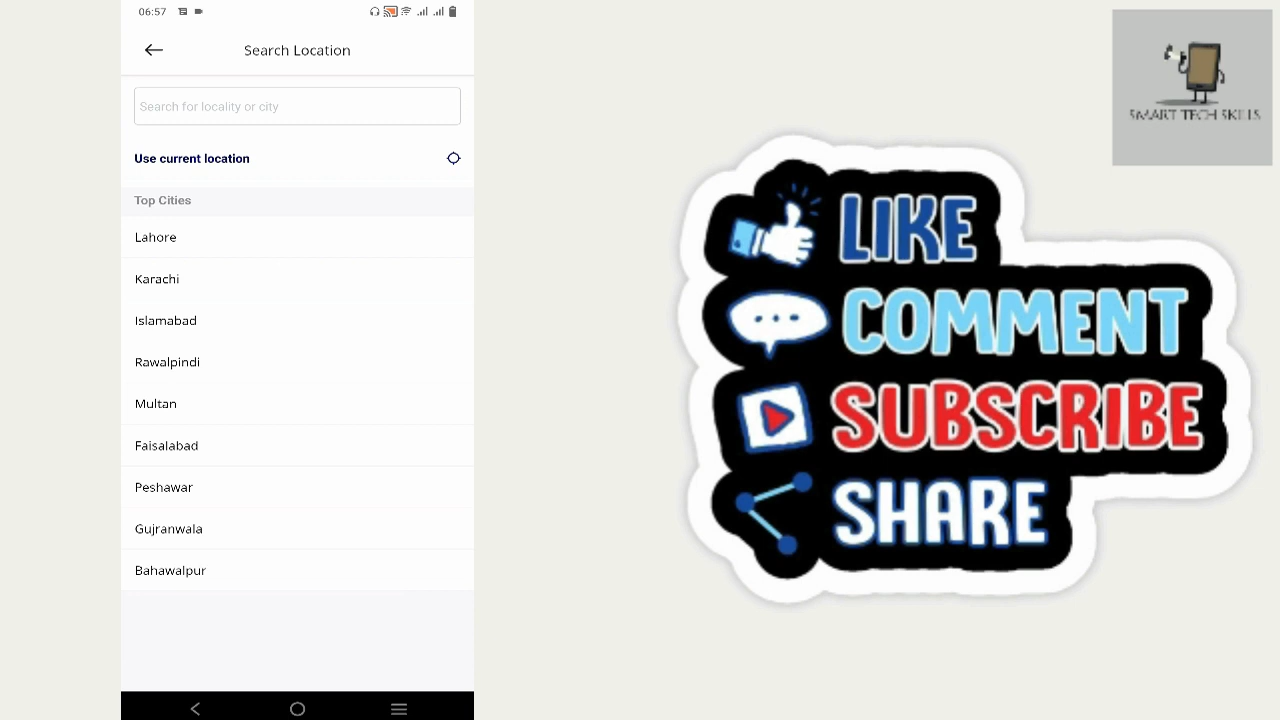 06:57
Search Location
Search for locality or city
Use current location
Top Cities
Lahore
Karachi
Islamabad
Rawalpindi
Multan
Faisalabad
Peshawar
Gujranwala
Bahawalpur
SMART TECH SKILLS
LIKE
COMMENT
SUBSCRIBE
SHARE